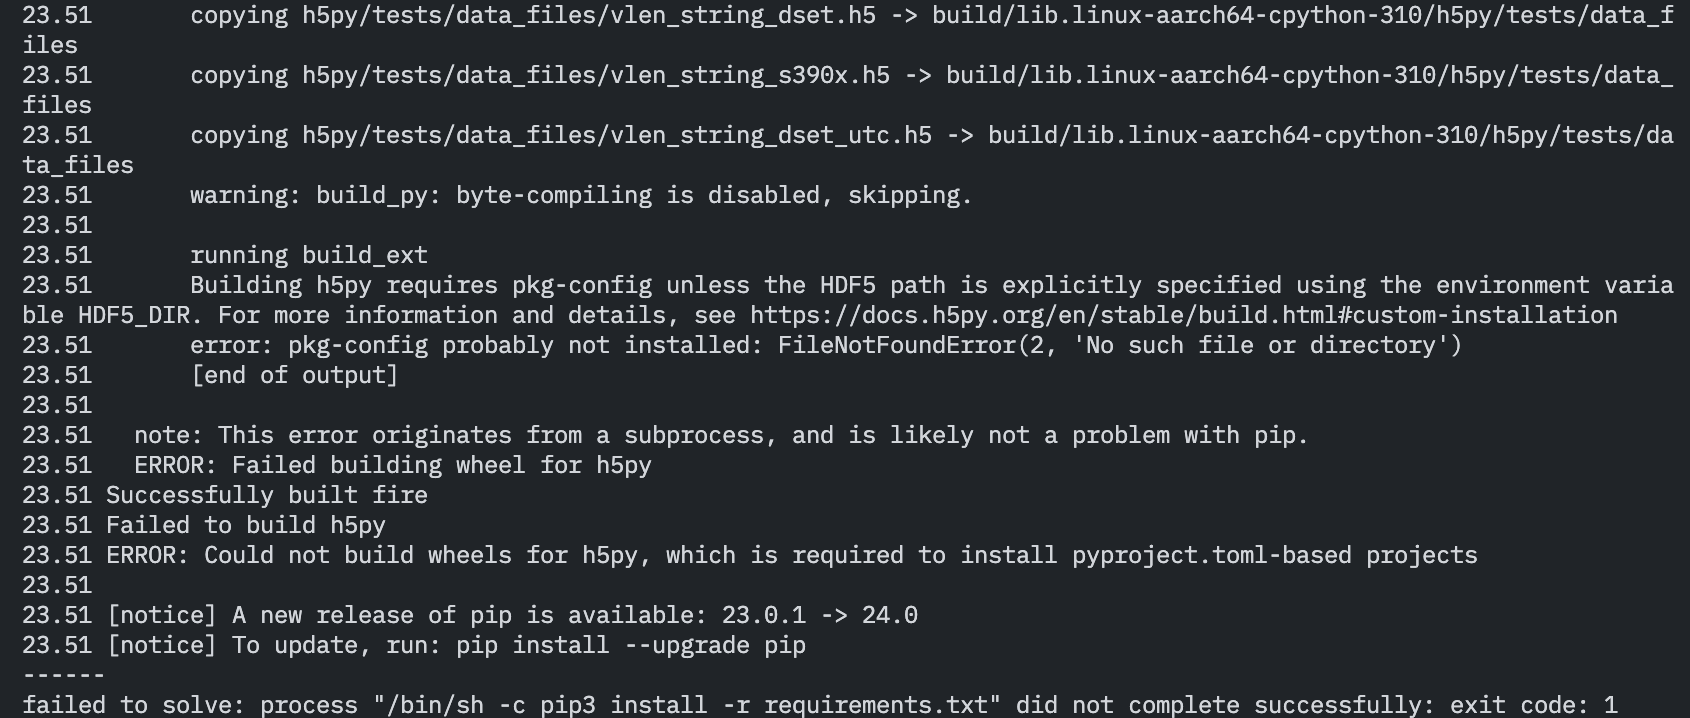 23.51       copying h5py/tests/data_files/vlen_string_dset.h5 -> build/lib.linux-aarch64-cpython-310/h5py/tests/data_f
iles
23.51       copying h5py/tests/data_files/vlen_string_s390x.h5 -> build/lib.linux-aarch64-cpython-310/h5py/tests/data_
files
23.51       copying h5py/tests/data_files/vlen_string_dset_utc.h5 -> build/lib.linux-aarch64-cpython-310/h5py/tests/da
ta_files
23.51       warning: build_py: byte-compiling is disabled, skipping.
23.51
23.51       running build_ext
23.51       Building h5py requires pkg-config unless the HDF5 path is explicitly specified using the environment varia
ble HDF5_DIR. For more information and details, see https://docs.h5py.org/en/stable/build.html#custom-installation
23.51       error: pkg-config probably not installed: FileNotFoundError(2, 'No such file or directory')
23.51       [end of output]
23.51
23.51   note: This error originates from a subprocess, and is likely not a problem with pip.
23.51   ERROR: Failed building wheel for h5py
23.51 Successfully built fire
23.51 Failed to build h5py
23.51 ERROR: Could not build wheels for h5py, which is required to install pyproject.toml-based projects
23.51
23.51 [notice] A new release of pip is available: 23.0.1 -> 24.0
23.51 [notice] To update, run: pip install --upgrade pip
------
failed to solve: process "/bin/sh -c pip3 install -r requirements.txt" did not complete successfully: exit code: 1